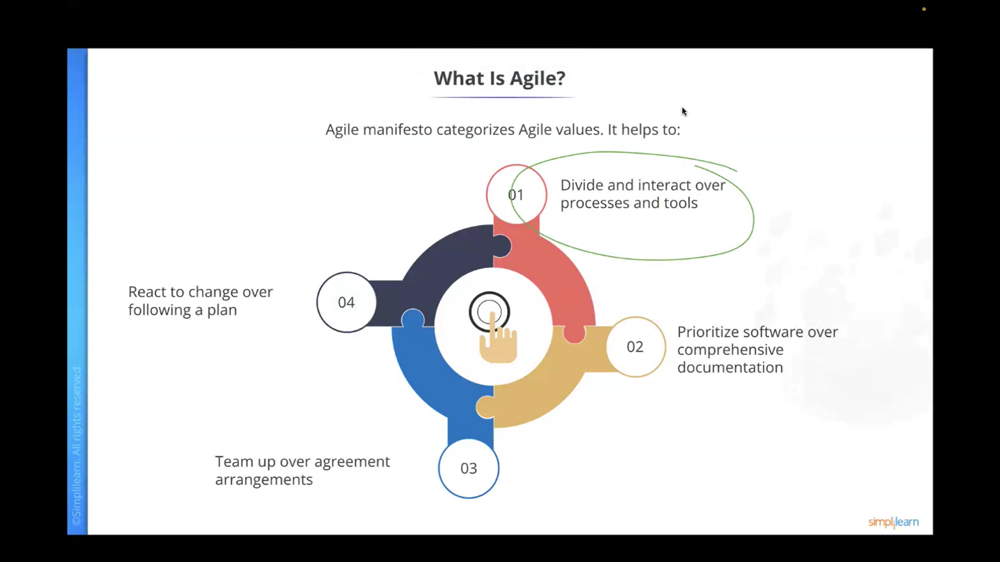 What Is Agile?
Agile manifesto categorizes Agile values. It helps to:
01
Divide and interact over
processes and tools
02
Prioritize software over
comprehensive
documentation
03
Team up over agreement
arrangements
04
React to change over
following a plan
©Simplilearn. All rights reserved.
simplilearn